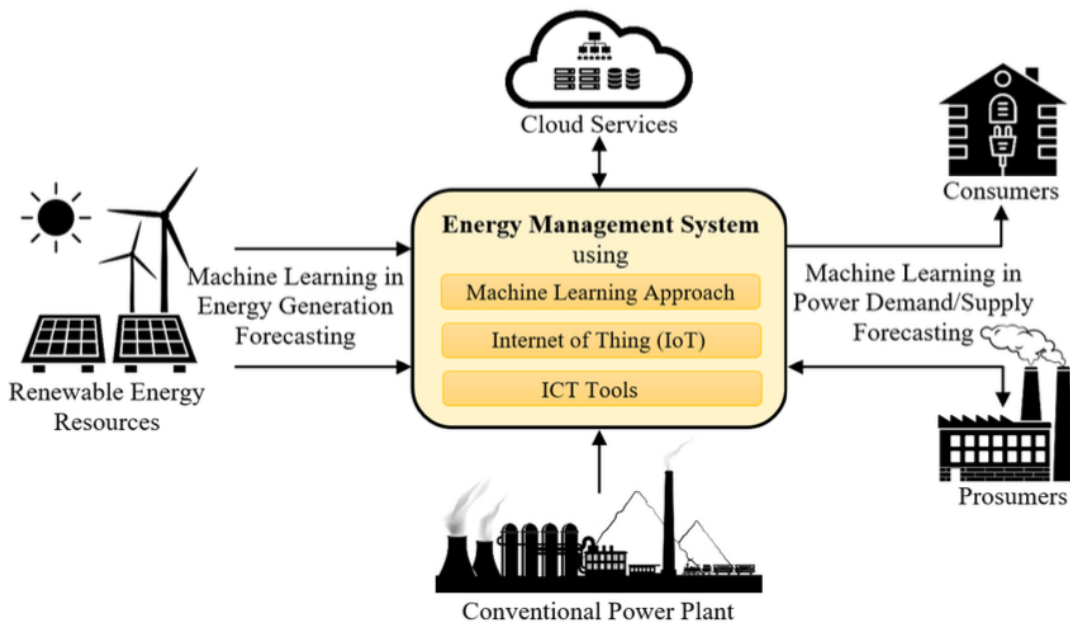 Cloud Services
Consumers
Energy Management System
using
Machine Learning Approach
Internet of Thing (IoT)
ICT Tools
Machine Learning in
Energy Generation
Forecasting
Renewable Energy
Resources
Machine Learning in
Power Demand/Supply
Forecasting
Prosumers
Conventional Power Plant